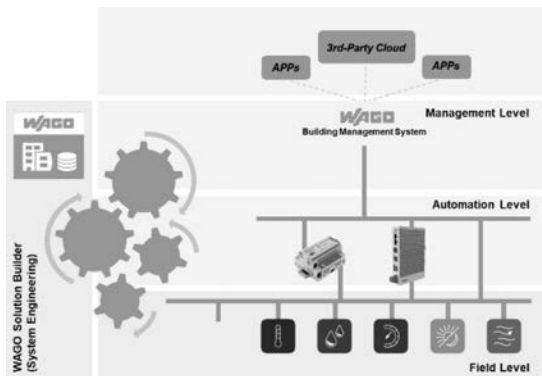 3rd-Party Cloud
APPs
APPs
WAGO
Management Level
WAGO
Building Management System
Automation Level
WAGO Solution Builder
(System Engineering)
Field Level